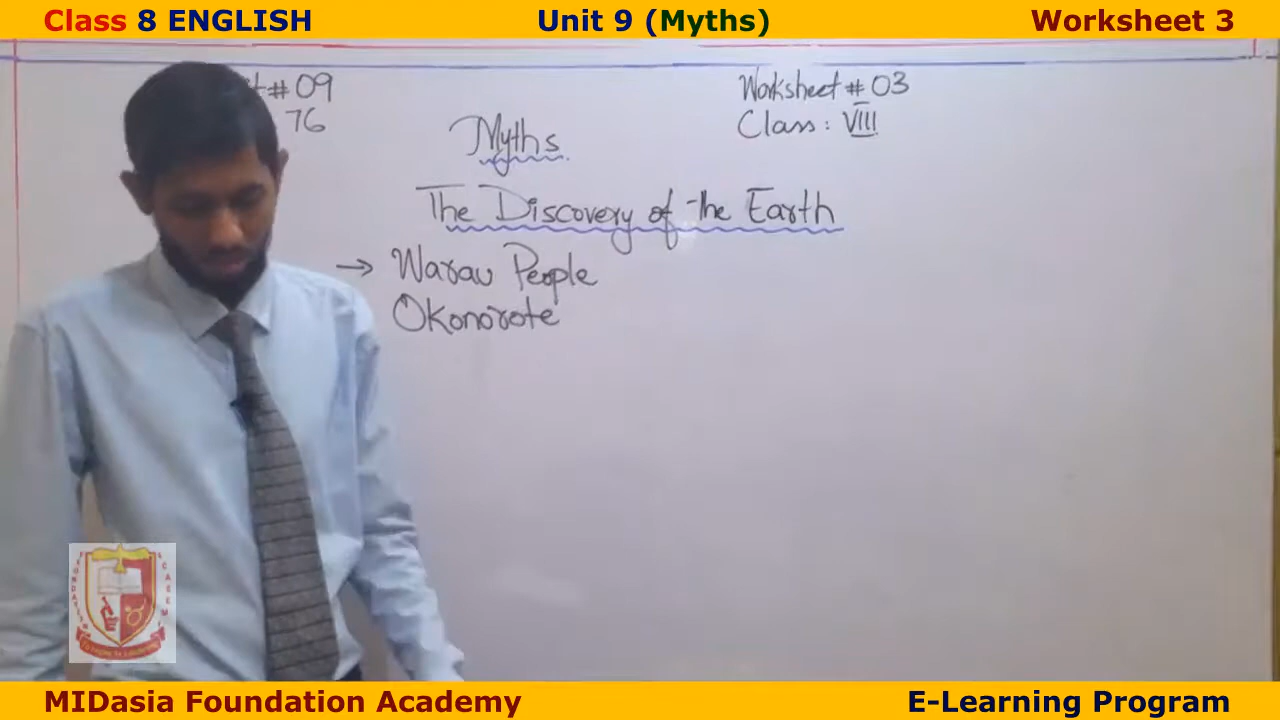 Class 8 ENGLISH
Unit 9 (Myths)
Worksheet 3
t# 09
76
Worksheet # 03
Class: VIII
Myths
The Discovery of the Earth
→ Warau People
Okonorote
MIDasia Foundation Academy
E-Learning Program